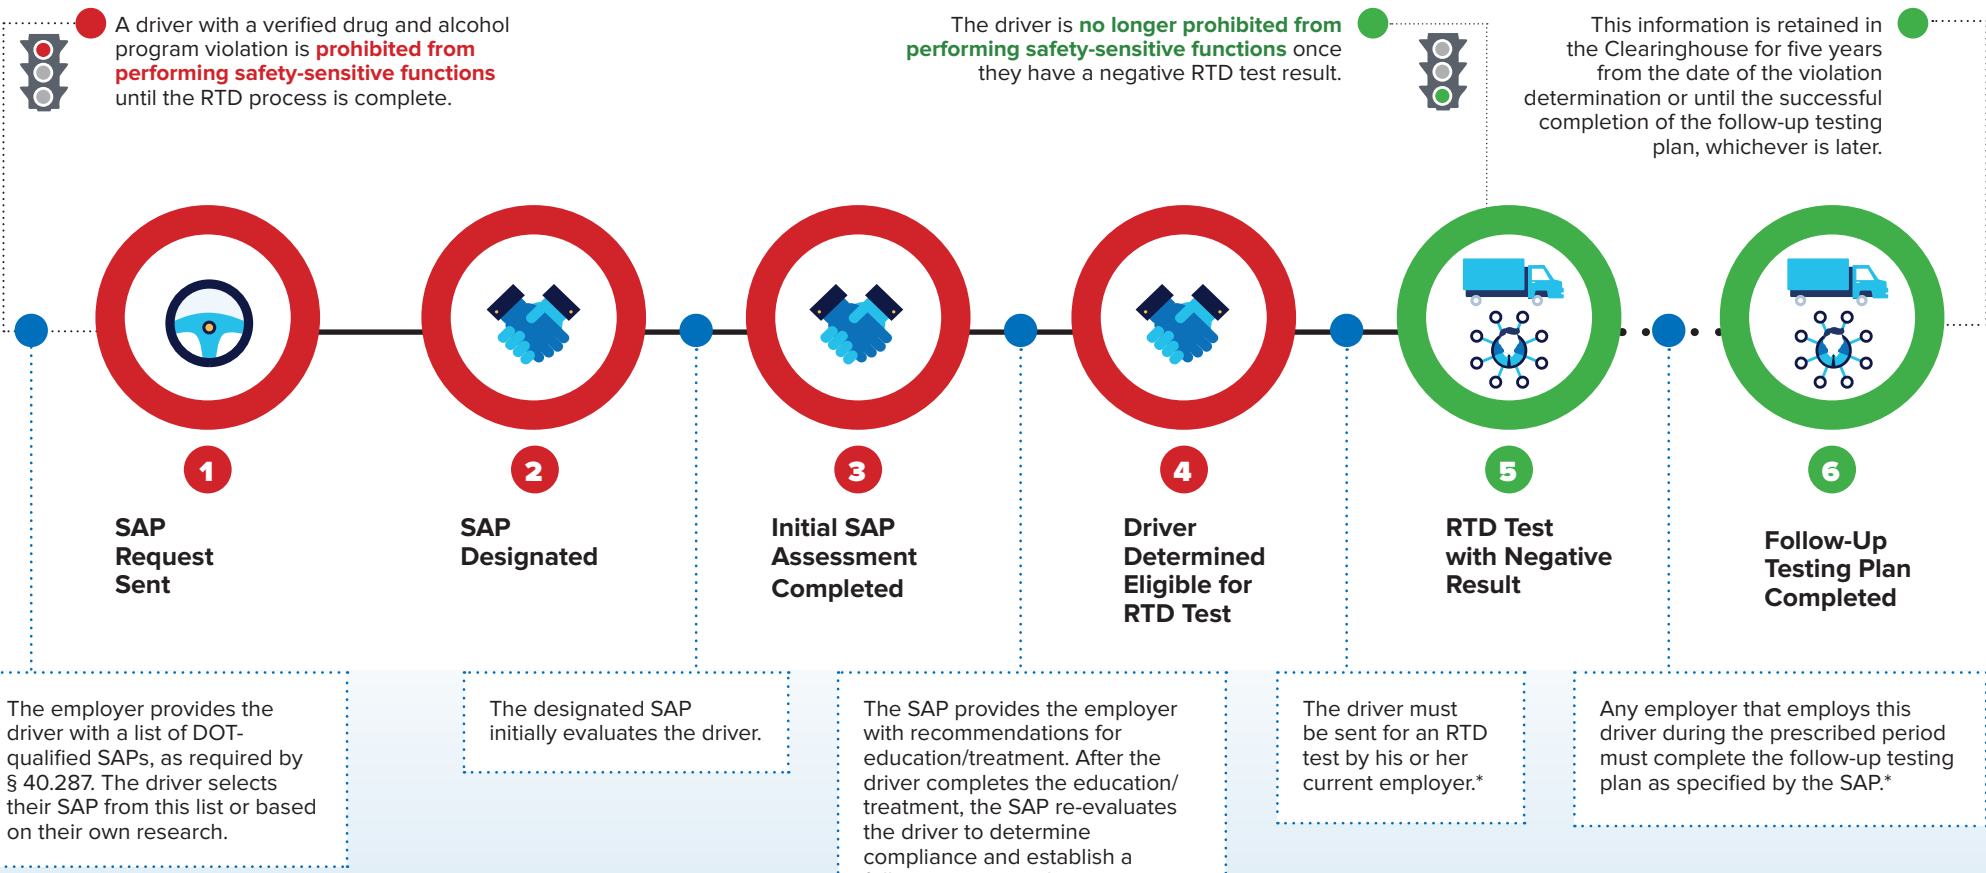 A driver with a verified drug and alcohol
program violation is prohibited from
performing safety-sensitive functions
until the RTD process is complete.
The driver is no longer prohibited from
performing safety-sensitive functions once
they have a negative RTD test result.
This information is retained in
the Clearinghouse for five years
from the date of the violation
determination or until the successful
completion of the follow-up testing
plan, whichever is later.
1
SAP
Request
Sent
2
SAP
Designated
3
Initial SAP
Assessment
Completed
4
Driver
Determined
Eligible for
RTD Test
5
RTD Test
with Negative
Result
6
Follow-Up
Testing Plan
Completed
The employer provides the
driver with a list of DOT-
qualified SAPs, as required by
§ 40.287. The driver selects
their SAP from this list or based
on their own research.
The designated SAP
initially evaluates the driver.
The SAP provides the employer
with recommendations for
education/treatment. After the
driver completes the education/
treatment, the SAP re-evaluates
the driver to determine
compliance and establish a
The driver must
be sent for an RTD
test by his or her
current employer.*
Any employer that employs this
driver during the prescribed period
must complete the follow-up testing
plan as specified by the SAP.*